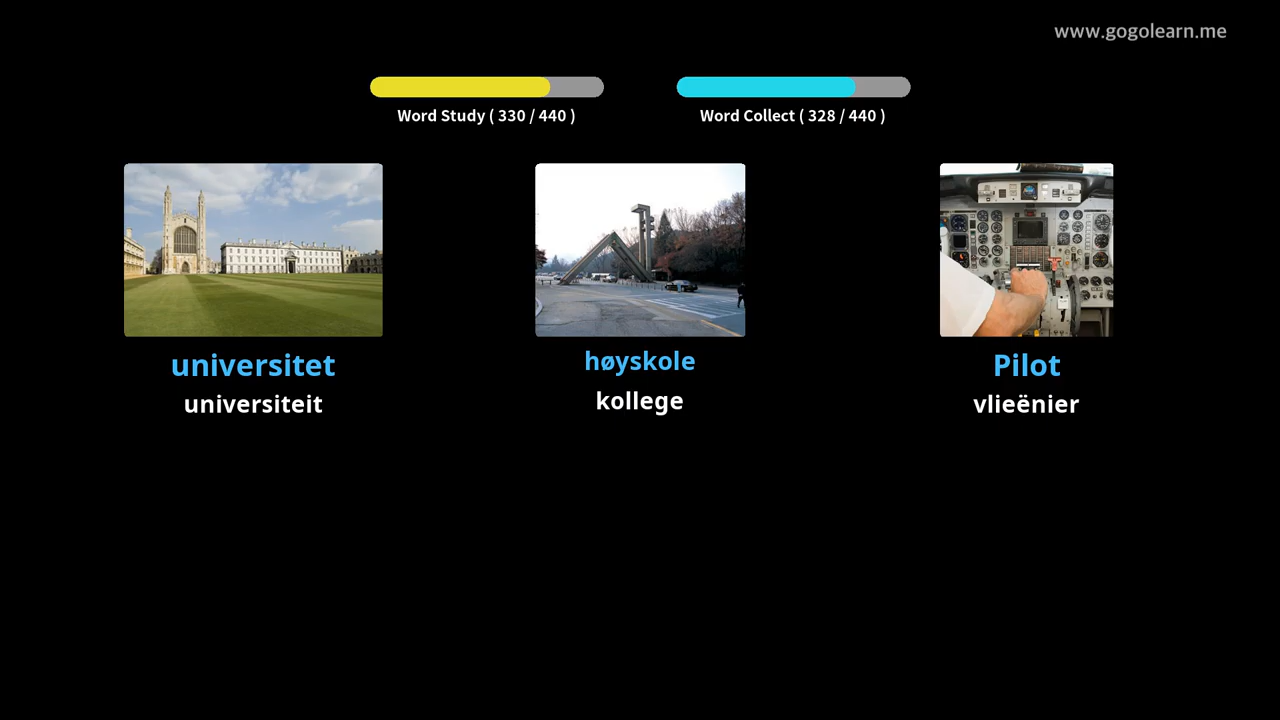 www.gogolearn.me
Word Study ( 330 / 440 )
Word Collect ( 328 / 440 )
universitet
universiteit
høyskole
kollege
Pilot
vlieënier